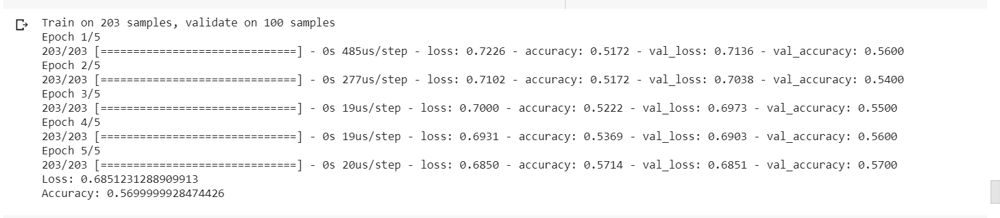 Train on 203 samples, validate on 100 samples
Epoch 1/5
203/203 [==============================] - 0s 485us/step - loss: 0.7226 - accuracy: 0.5172 - val_loss: 0.7136 - val_accuracy: 0.5600
Epoch 2/5
203/203 [==============================] - 0s 277us/step - loss: 0.7102 - accuracy: 0.5172 - val_loss: 0.7038 - val_accuracy: 0.5400
Epoch 3/5
203/203 [==============================] - 0s 19us/step - loss: 0.7000 - accuracy: 0.5222 - val_loss: 0.6973 - val_accuracy: 0.5500
Epoch 4/5
203/203 [==============================] - 0s 19us/step - loss: 0.6931 - accuracy: 0.5369 - val_loss: 0.6903 - val_accuracy: 0.5600
Epoch 5/5
203/203 [==============================] - 0s 20us/step - loss: 0.6850 - accuracy: 0.5714 - val_loss: 0.6851 - val_accuracy: 0.5700
Loss: 0.6851231288909913
Accuracy: 0.5699999928474426